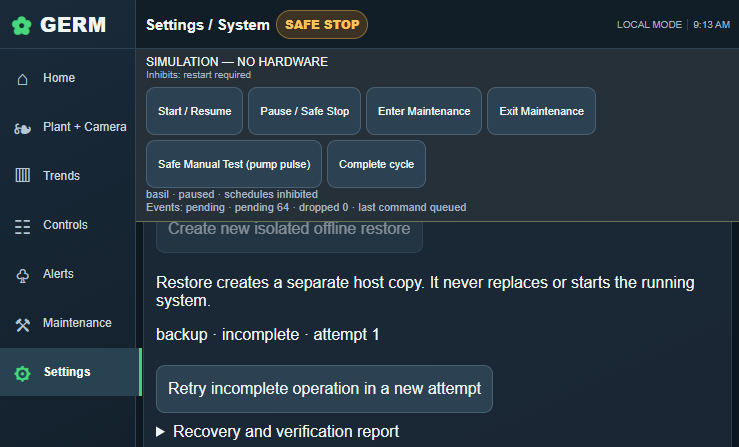 GERM
Settings / System
SAFE STOP
LOCAL MODE
9:13 AM
Home
Plant + Camera
Trends
Controls
Alerts
Maintenance
Settings
SIMULATION — NO HARDWARE
Inhibits: restart required
Start / Resume
Pause / Safe Stop
Enter Maintenance
Exit Maintenance
Safe Manual Test (pump pulse)
Complete cycle
basil · paused · schedules inhibited
Events: pending · pending 64 · dropped 0 · last command queued
Create new isolated offline restore
Restore creates a separate host copy. It never replaces or starts the running
system.
backup · incomplete · attempt 1
Retry incomplete operation in a new attempt
Recovery and verification report